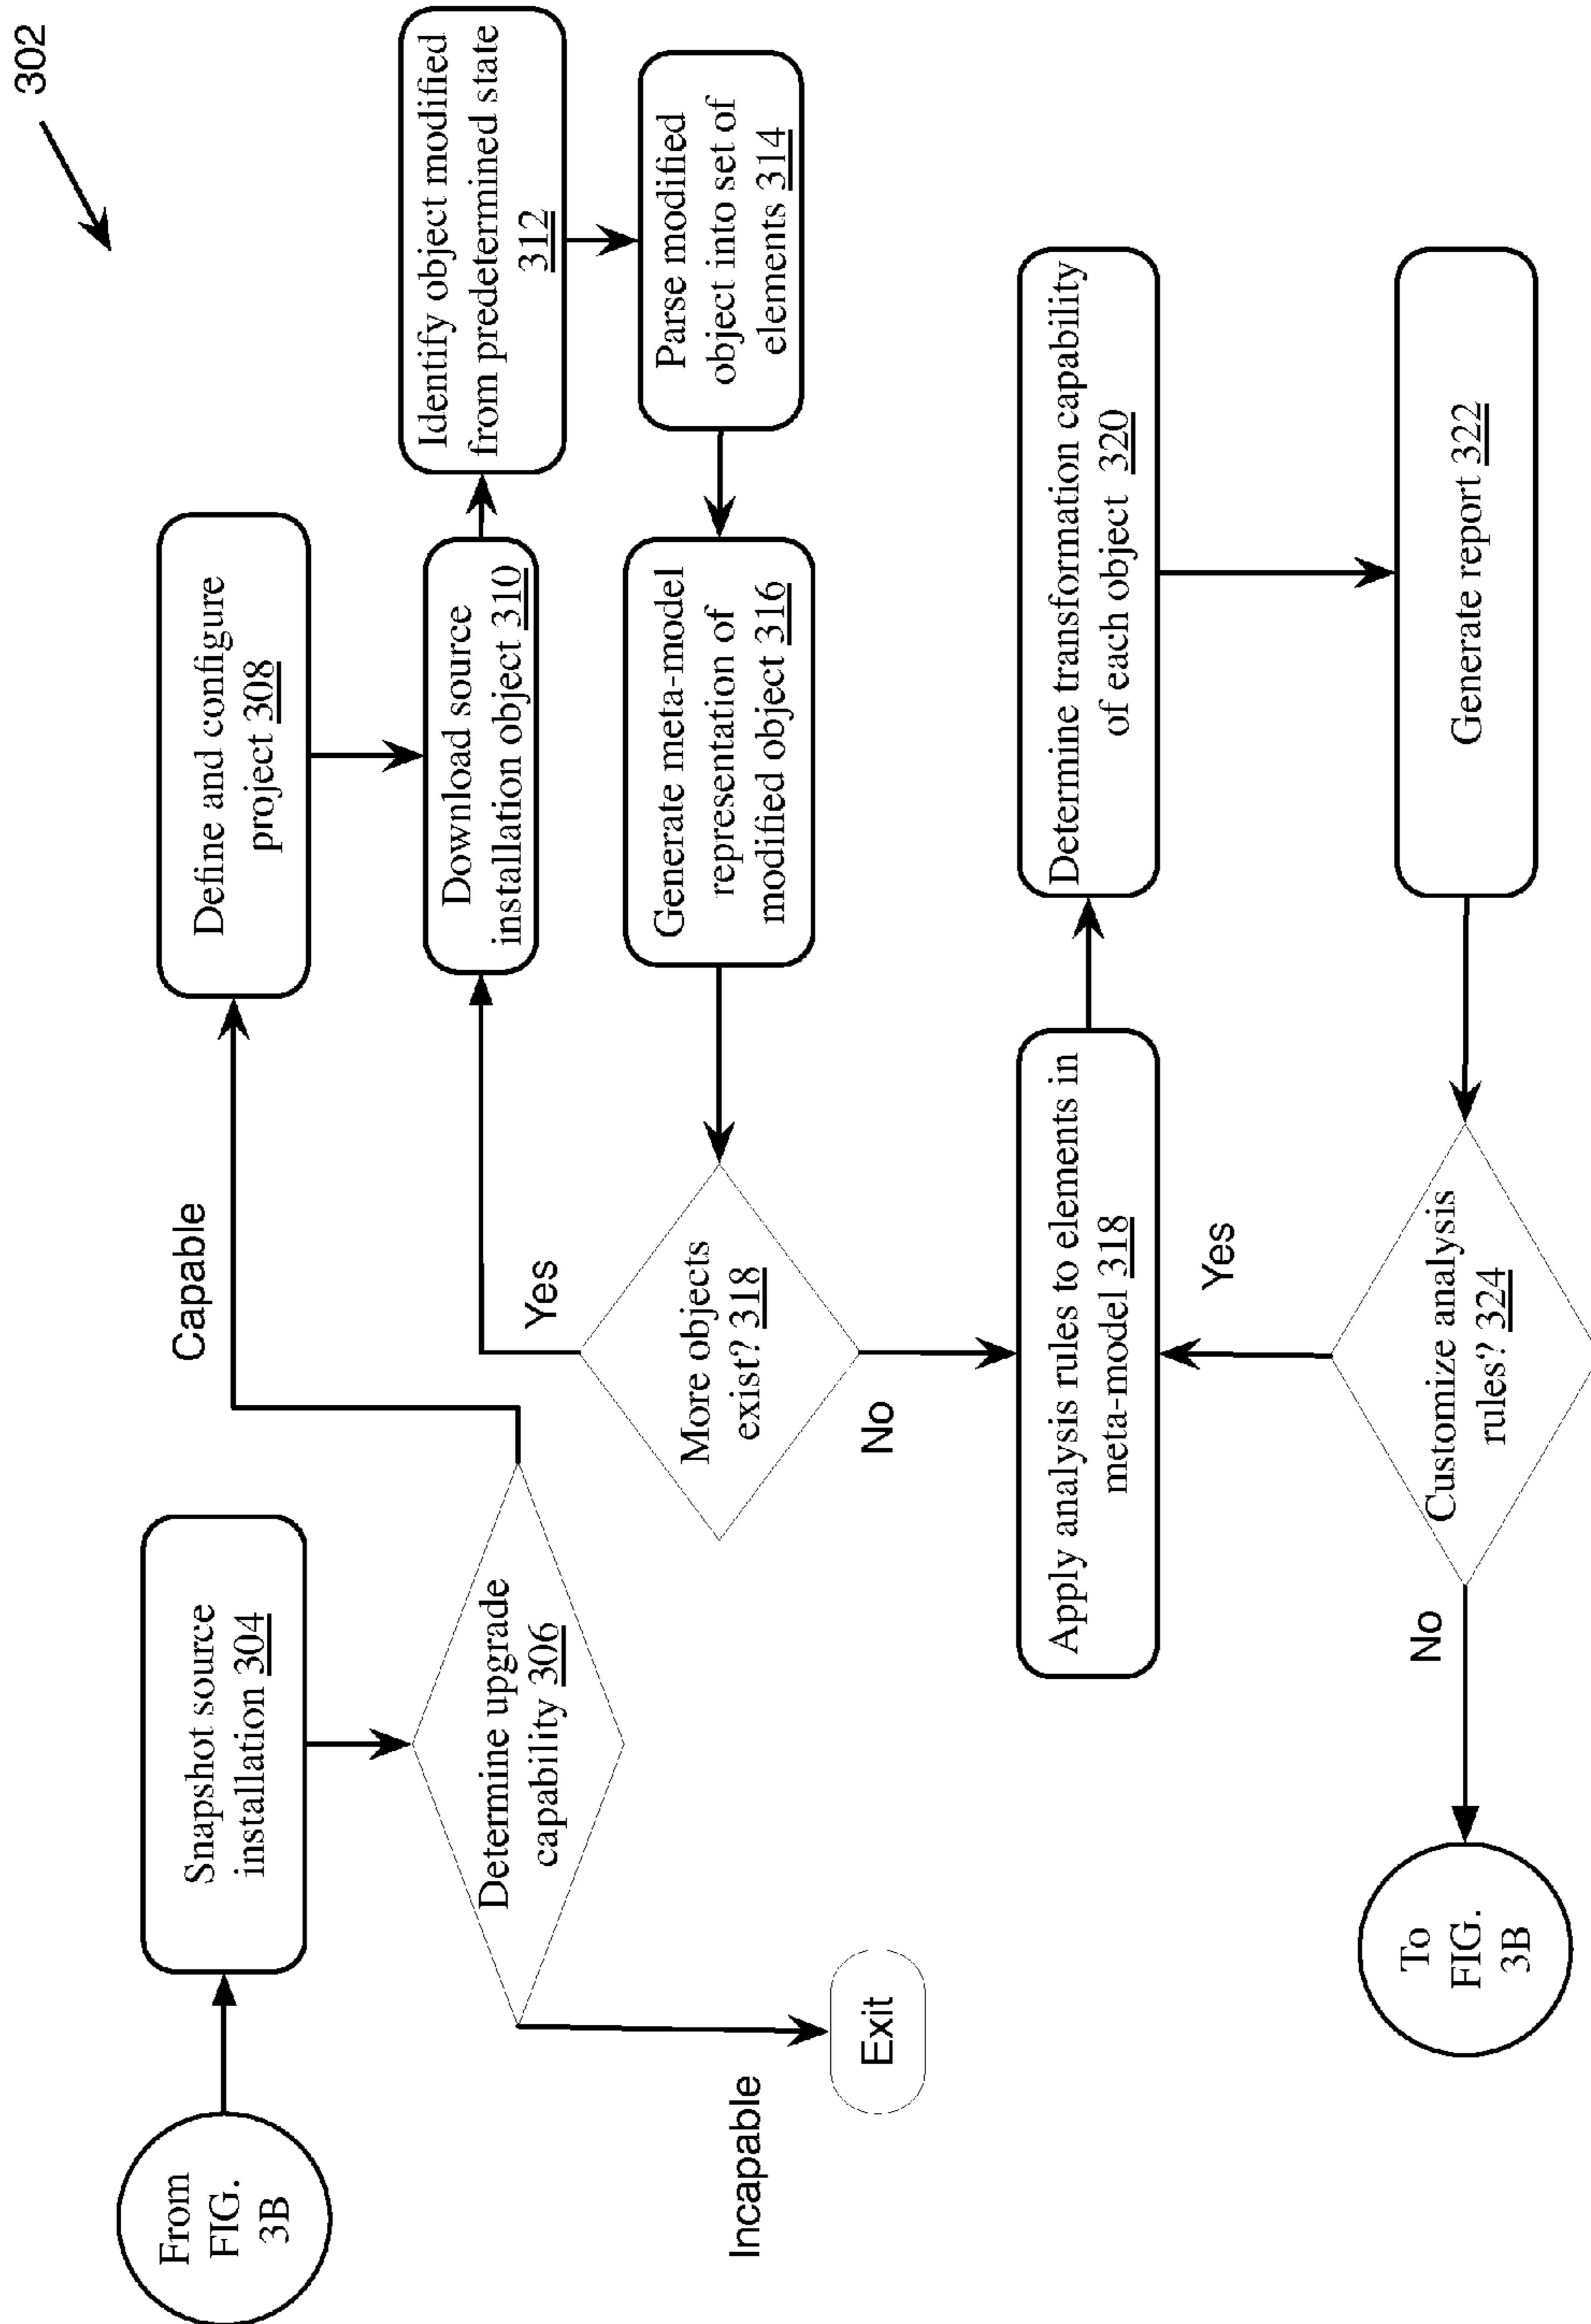 302
From
FIG.
3B
Snapshot source
installation 304
Determine upgrade
capability 306
Capable
Incapable
Exit
Define and configure
project 308
Download source
installation object 310
Identify object modified
from predetermined state
312
Parse modified
object into set of
elements 314
Generate meta-model
representation of
modified object 316
More objects
exist? 318
Yes
No
Apply analysis rules to elements in
meta-model 318
Determine transformation capability
of each object 320
Generate report 322
Customize analysis
rules? 324
Yes
No
To
FIG.
3B